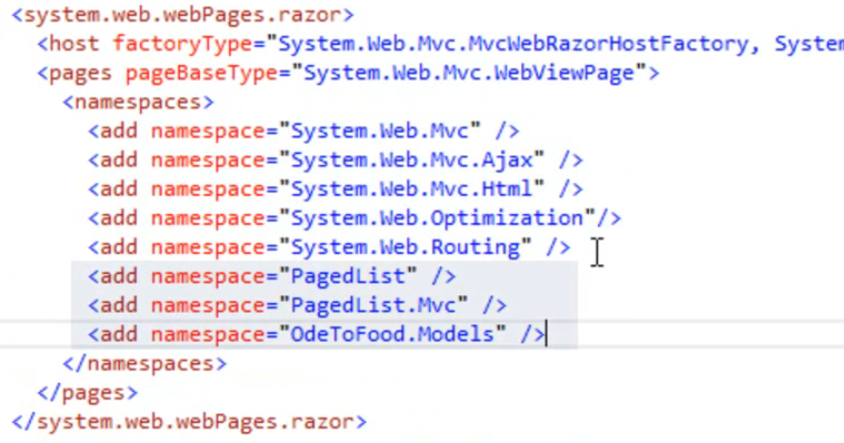 <system.web.webPages.razor>
<host factoryType="System.Web.Mvc.MvcWebRazorHostFactory, System
<pages pageBaseType="System.Web.Mvc.WebViewPage">
<namespaces>
<add namespace="System.Web.Mvc" />
<add namespace="System.Web.Mvc.Ajax" />
<add namespace="System.Web.Mvc.Html" />
<add namespace="System.Web.Optimization"/>
<add namespace="System.Web.Routing" />
<add namespace="PagedList" />
<add namespace="PagedList.Mvc" />
<add namespace="OdeToFood.Models" />
</namespaces>
</pages>
</system.web.webPages.razor>